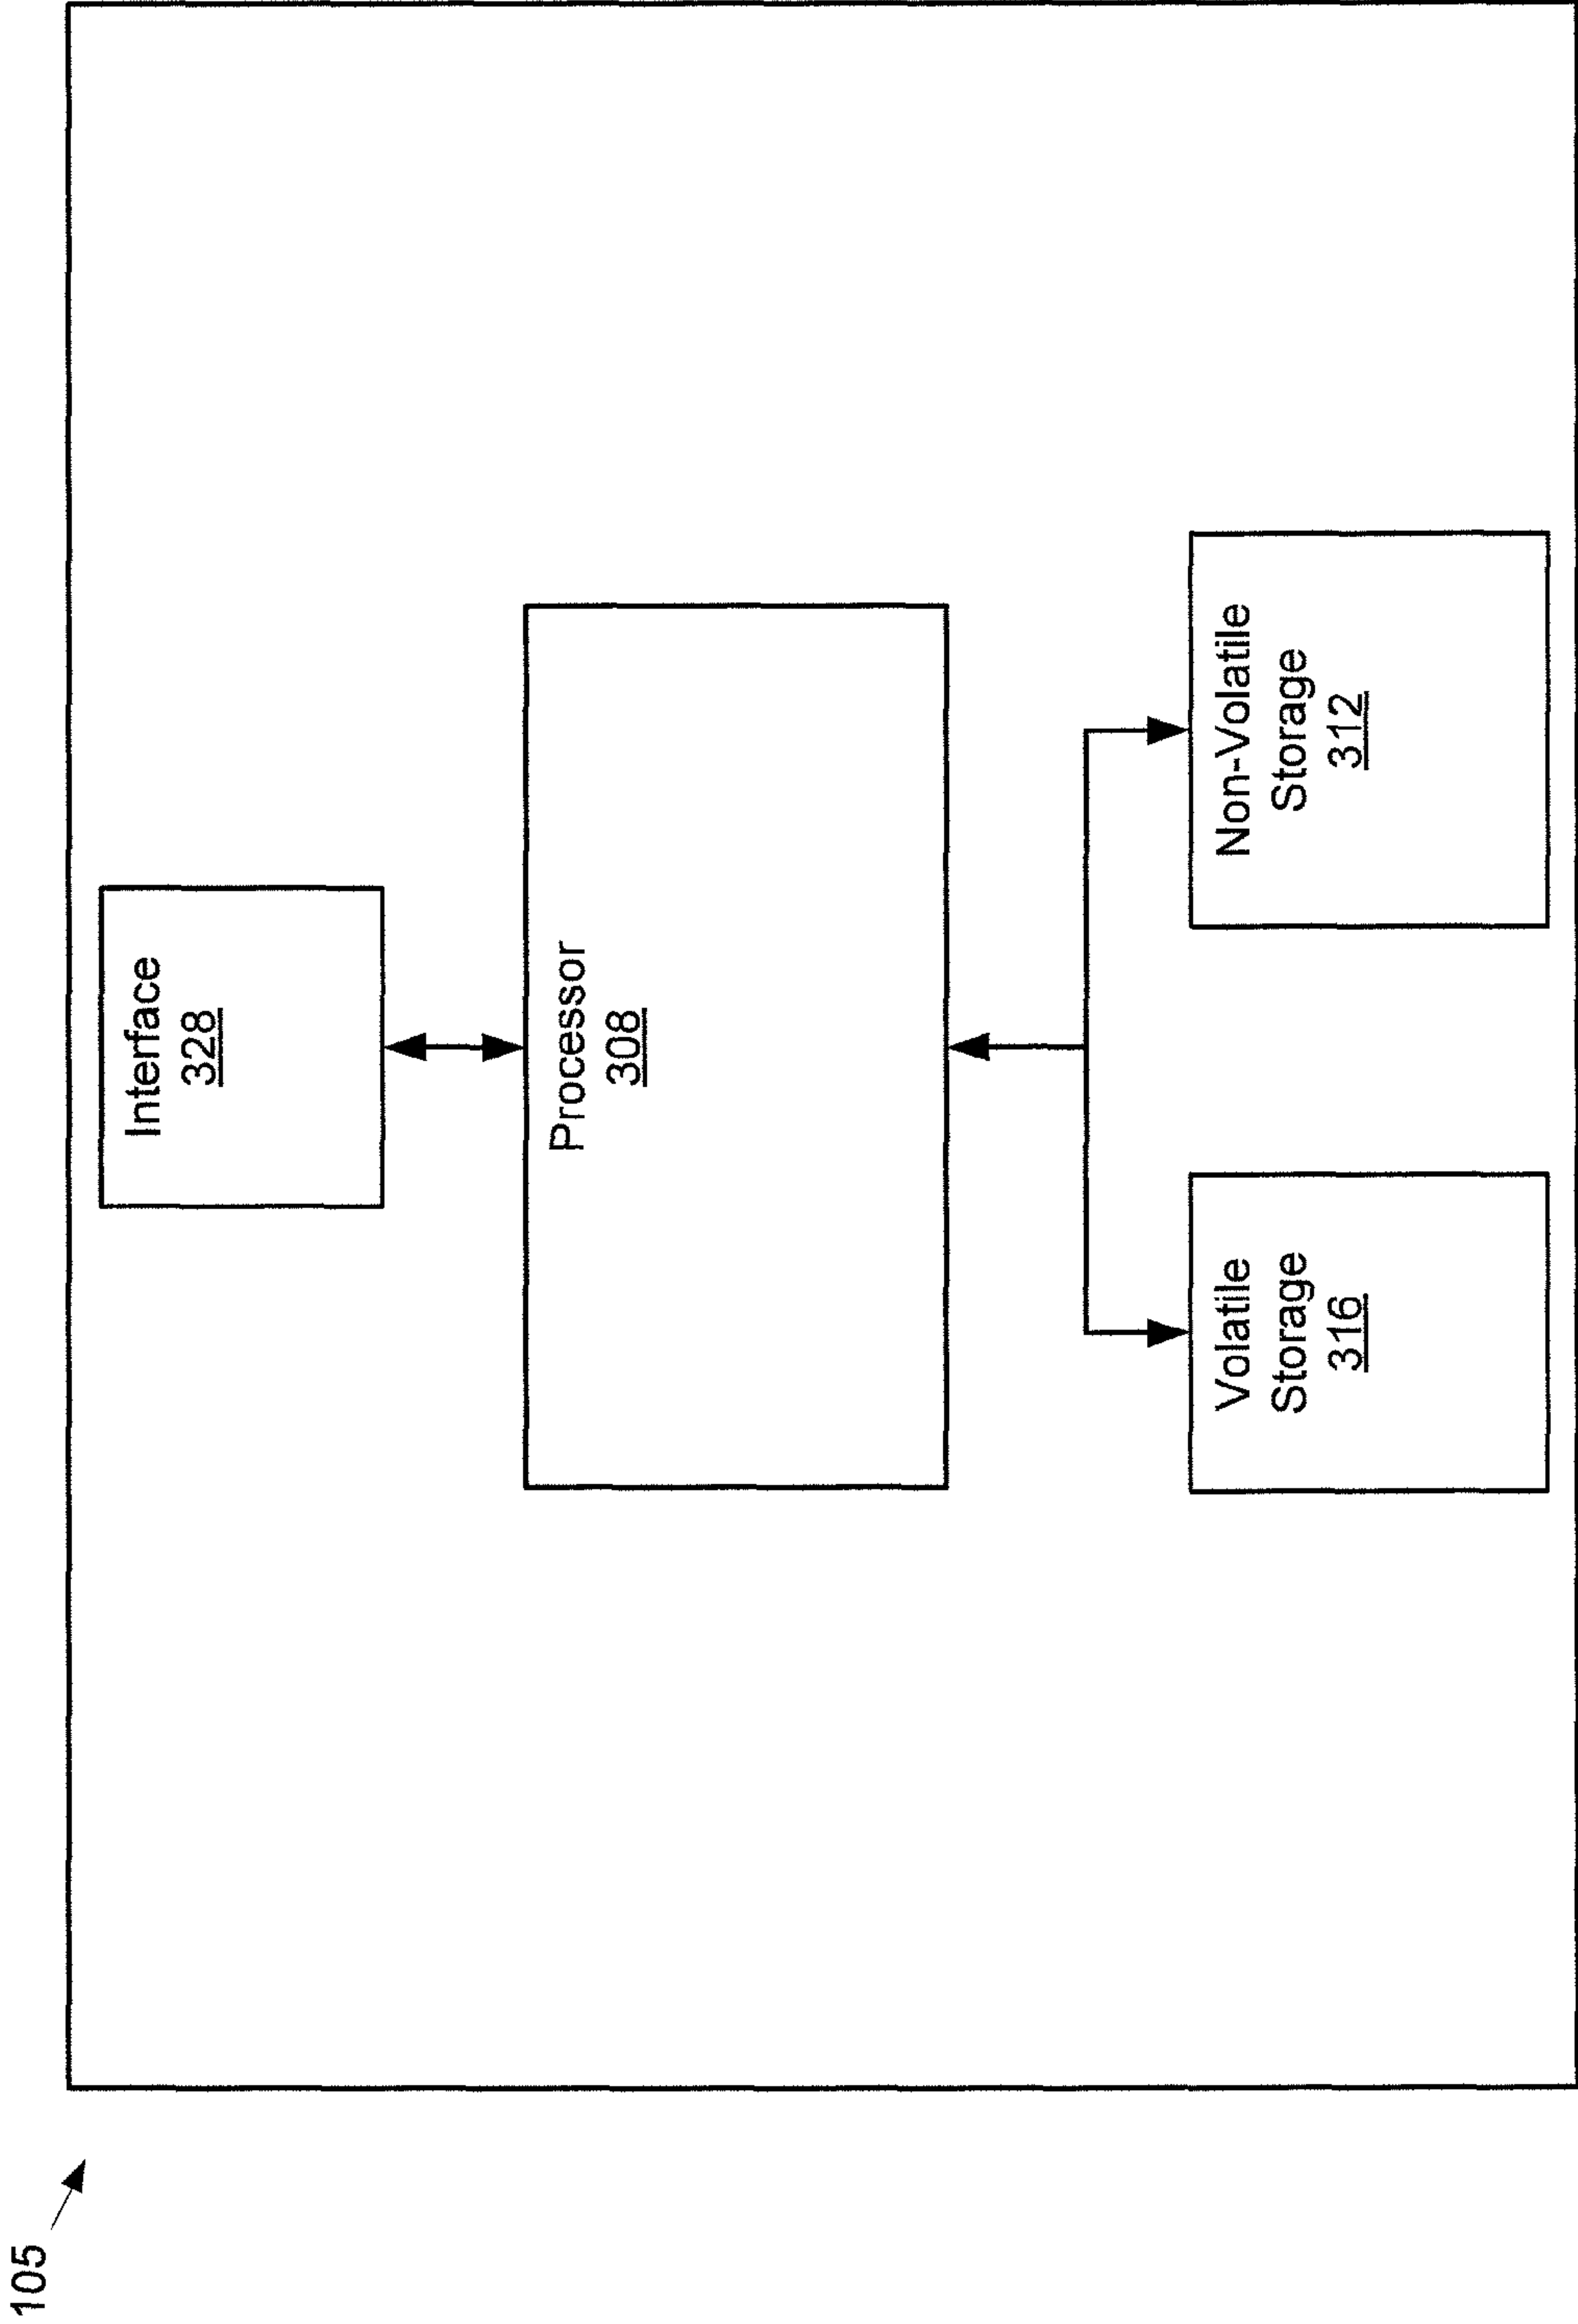 105
Interface
328
Processor
308
Volatile
Storage
316
Non-Volatile
Storage
312